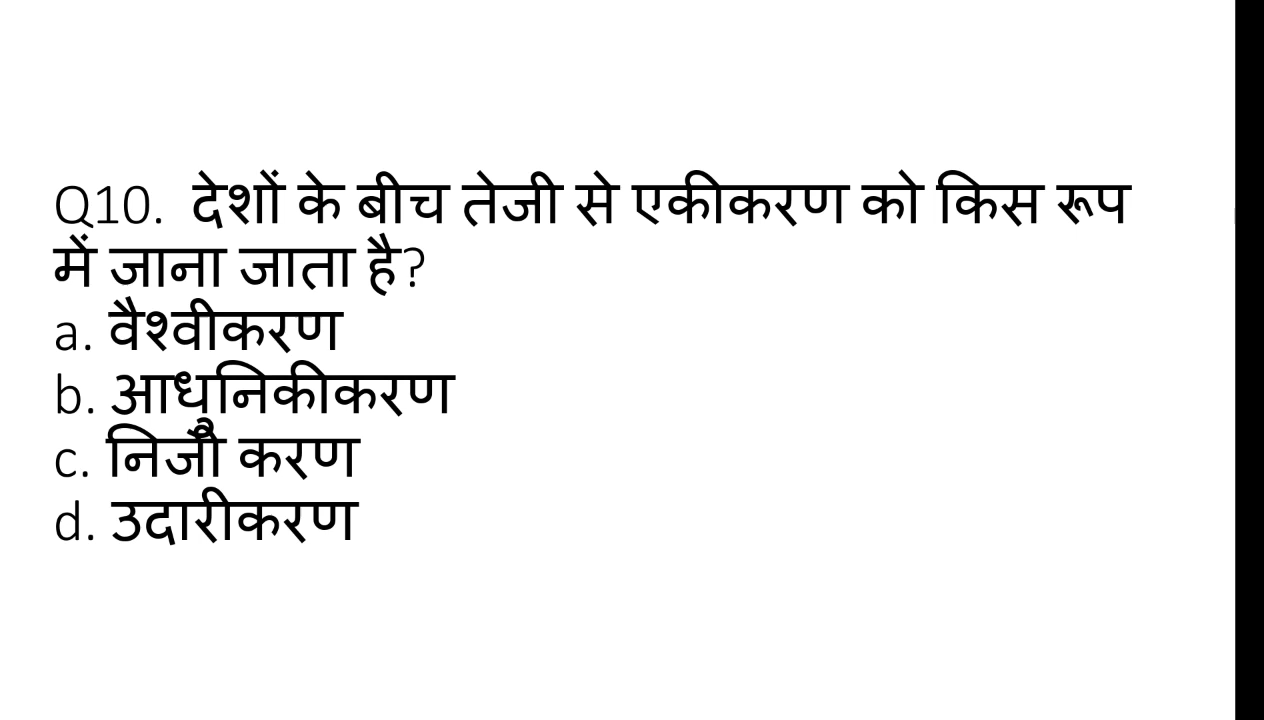 Q10. देशों के बीच तेजी से एकीकरण को किस रूप
में जाना जाता है?
a. वैश्वीकरण
b. आधुनिकीकरण
c. निजी करण
d. उदारीकरण